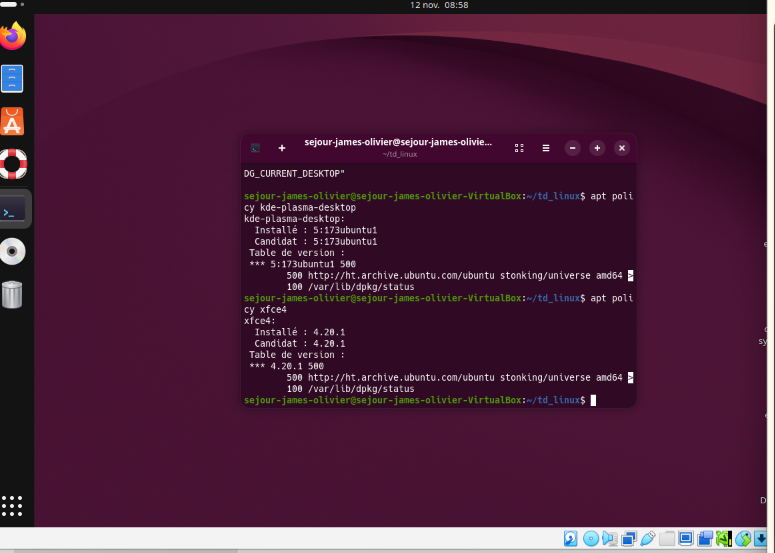 12 nov. 08:58
sejour-james-olivier@sejour-james-olivie...
~/td_linux
DG_CURRENT_DESKTOP"
sejour-james-olivier@sejour-james-olivier-VirtualBox:~/td_linux$ apt poli
cy kde-plasma-desktop
kde-plasma-desktop:
Installé : 5:173ubuntu1
Candidat : 5:173ubuntu1
Table de version :
*** 5:173ubuntu1 500
500 http://ht.archive.ubuntu.com/ubuntu stonking/universe amd64 >
100 /var/lib/dpkg/status
sejour-james-olivier@sejour-james-olivier-VirtualBox:~/td_linux$ apt poli
cy xfce4
xfce4:
Installé : 4.20.1
Candidat : 4.20.1
Table de version :
*** 4.20.1 500
500 http://ht.archive.ubuntu.com/ubuntu stonking/universe amd64 >
100 /var/lib/dpkg/status
sejour-james-olivier@sejour-james-olivier-VirtualBox:~/td_linux$